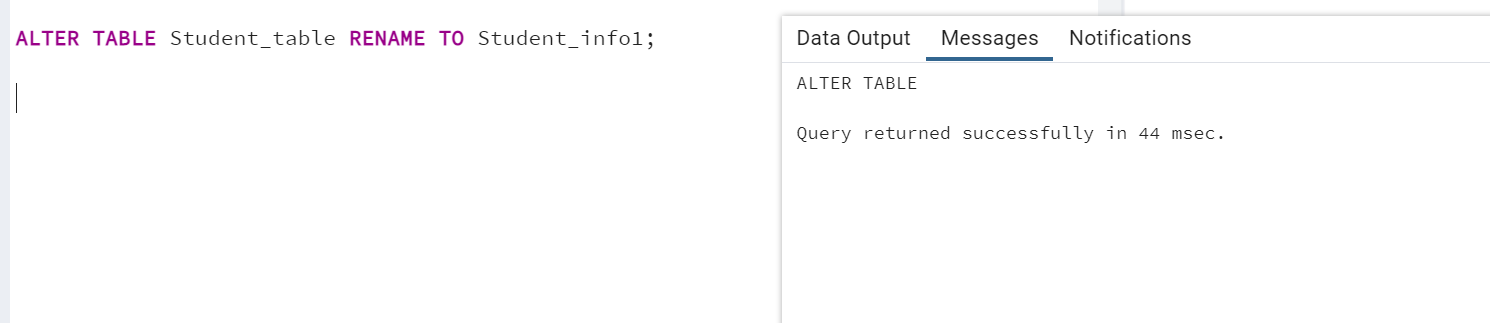 ALTER TABLE Student_table RENAME TO Student_info1;
Data Output Messages Notifications
ALTER TABLE
Query returned successfully in 44 msec.